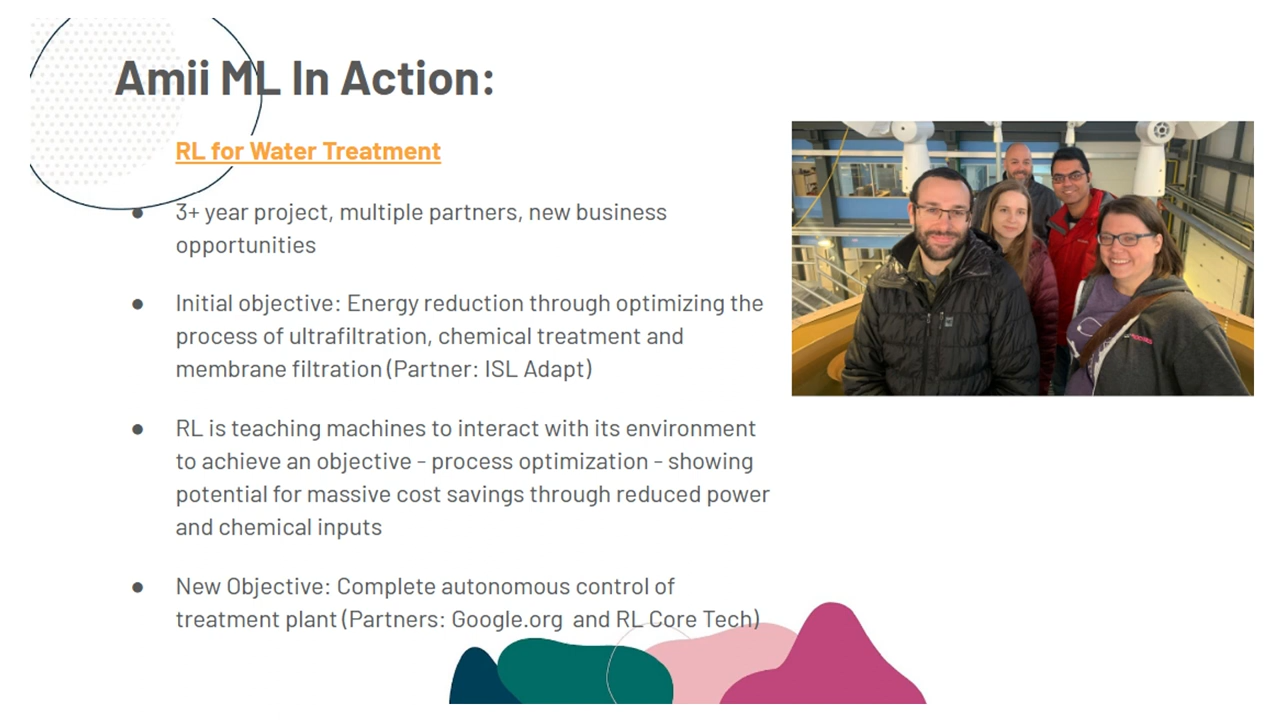 Amii ML In Action:
RL for Water Treatment
● 3+ year project, multiple partners, new business
opportunities
● Initial objective: Energy reduction through optimizing the
process of ultrafiltration, chemical treatment and
membrane filtration (Partner: ISL Adapt)
● RL is teaching machines to interact with its environment
to achieve an objective - process optimization - showing
potential for massive cost savings through reduced power
and chemical inputs
● New Objective: Complete autonomous control of
treatment plant (Partners: Google.org and RL Core Tech)